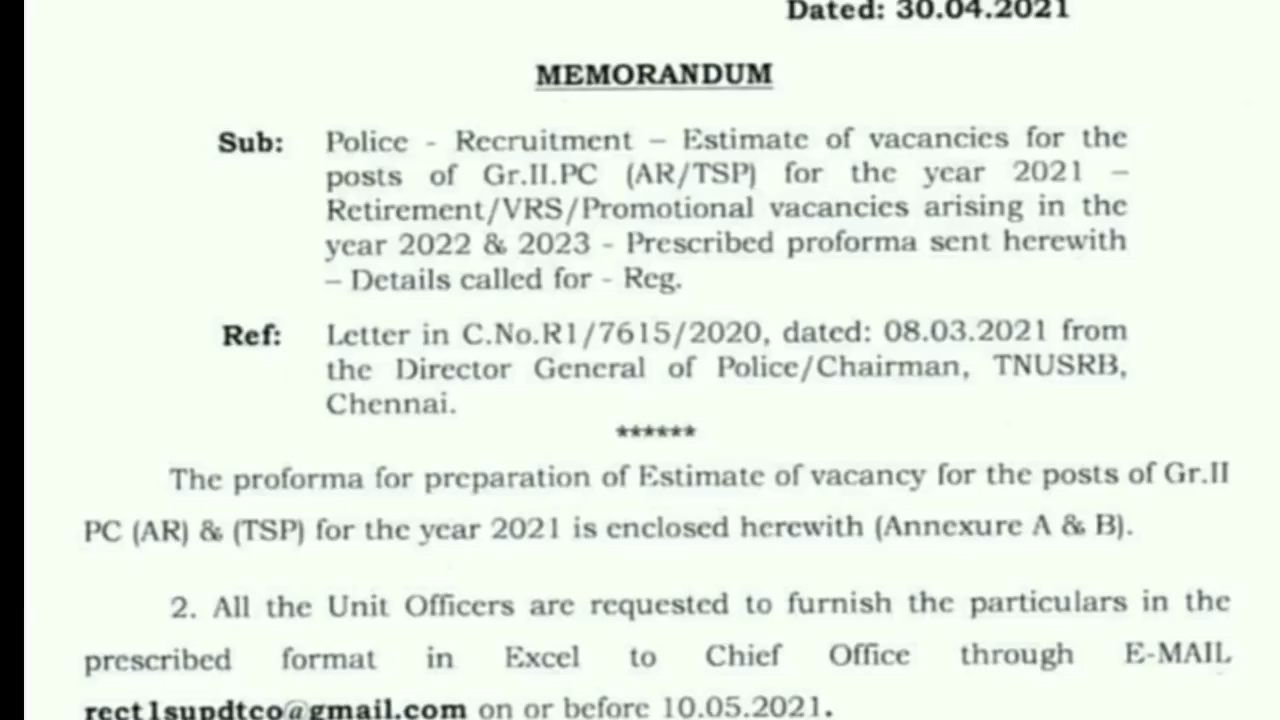 Dated: 30.04.2021
MEMORANDUM
Sub: Police - Recruitment – Estimate of vacancies for the
posts of Gr.II.PC (AR/TSP) for the year 2021 –
Retirement/VRS/Promotional vacancies arising in the
year 2022 & 2023 - Prescribed proforma sent herewith
– Details called for - Reg.
Ref: Letter in C.No.R1/7615/2020, dated: 08.03.2021 from
the Director General of Police/Chairman, TNUSRB,
Chennai.
******
The proforma for preparation of Estimate of vacancy for the posts of Gr.II
PC (AR) & (TSP) for the year 2021 is enclosed herewith (Annexure A & B).
2. All the Unit Officers are requested to furnish the particulars in the
prescribed format in Excel to Chief Office through E-MAIL
rect1supdtco@gmail.com on or before 10.05.2021.